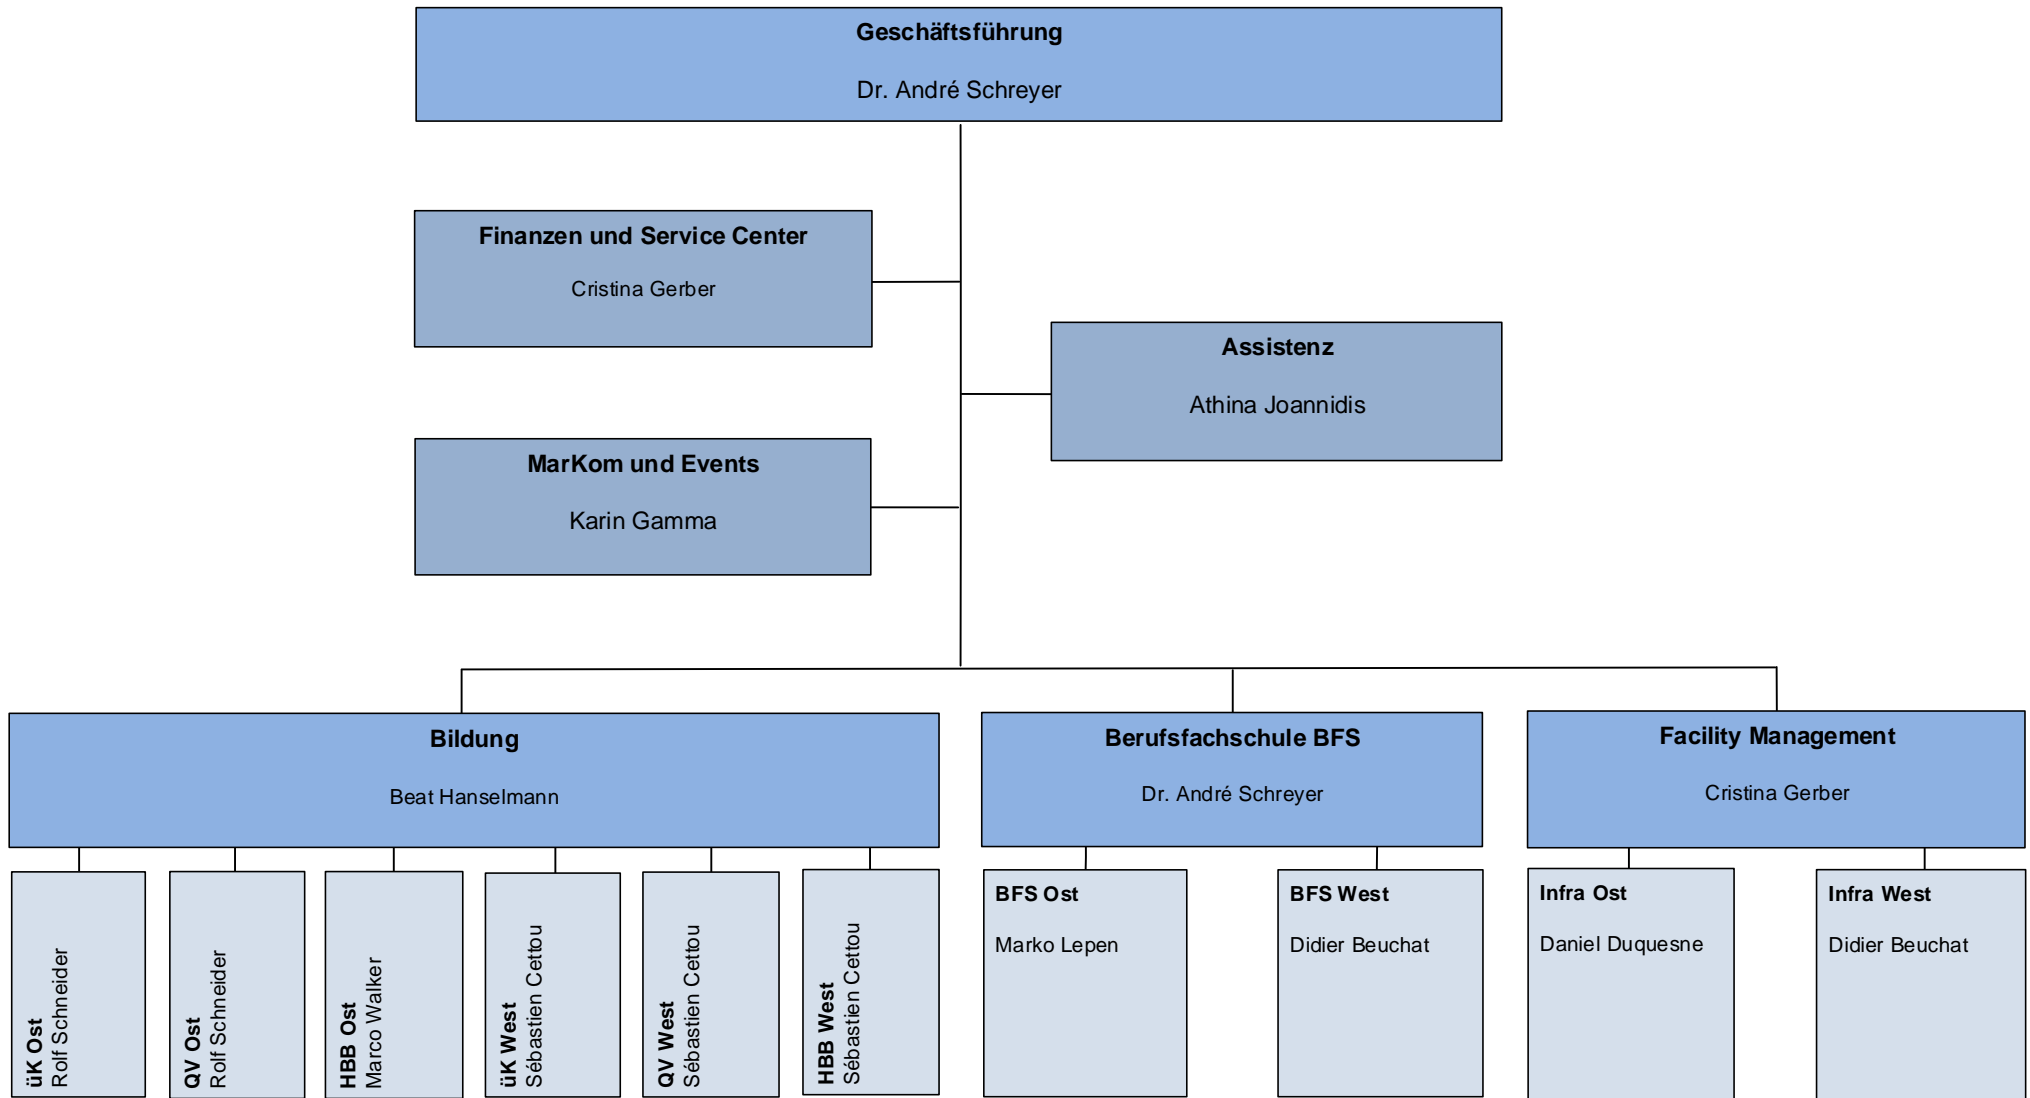 Geschäftsführung
Dr. André Schreyer
Finanzen und Service Center
Cristina Gerber
Assistenz
Athina Joannidis
MarKom und Events
Karin Gamma
Bildung
Beat Hanselmann
Berufsfachschule BFS
Dr. André Schreyer
Facility Management
Cristina Gerber
üK Ost
Rolf Schneider
QV Ost
Rolf Schneider
HBB Ost
Marco Walker
üK West
Sébastien Cettou
QV West
Sébastien Cettou
HBB West
Sébastien Cettou
BFS Ost
Marko Lepen
BFS West
Didier Beuchat
Infra Ost
Daniel Duquesne
Infra West
Didier Beuchat